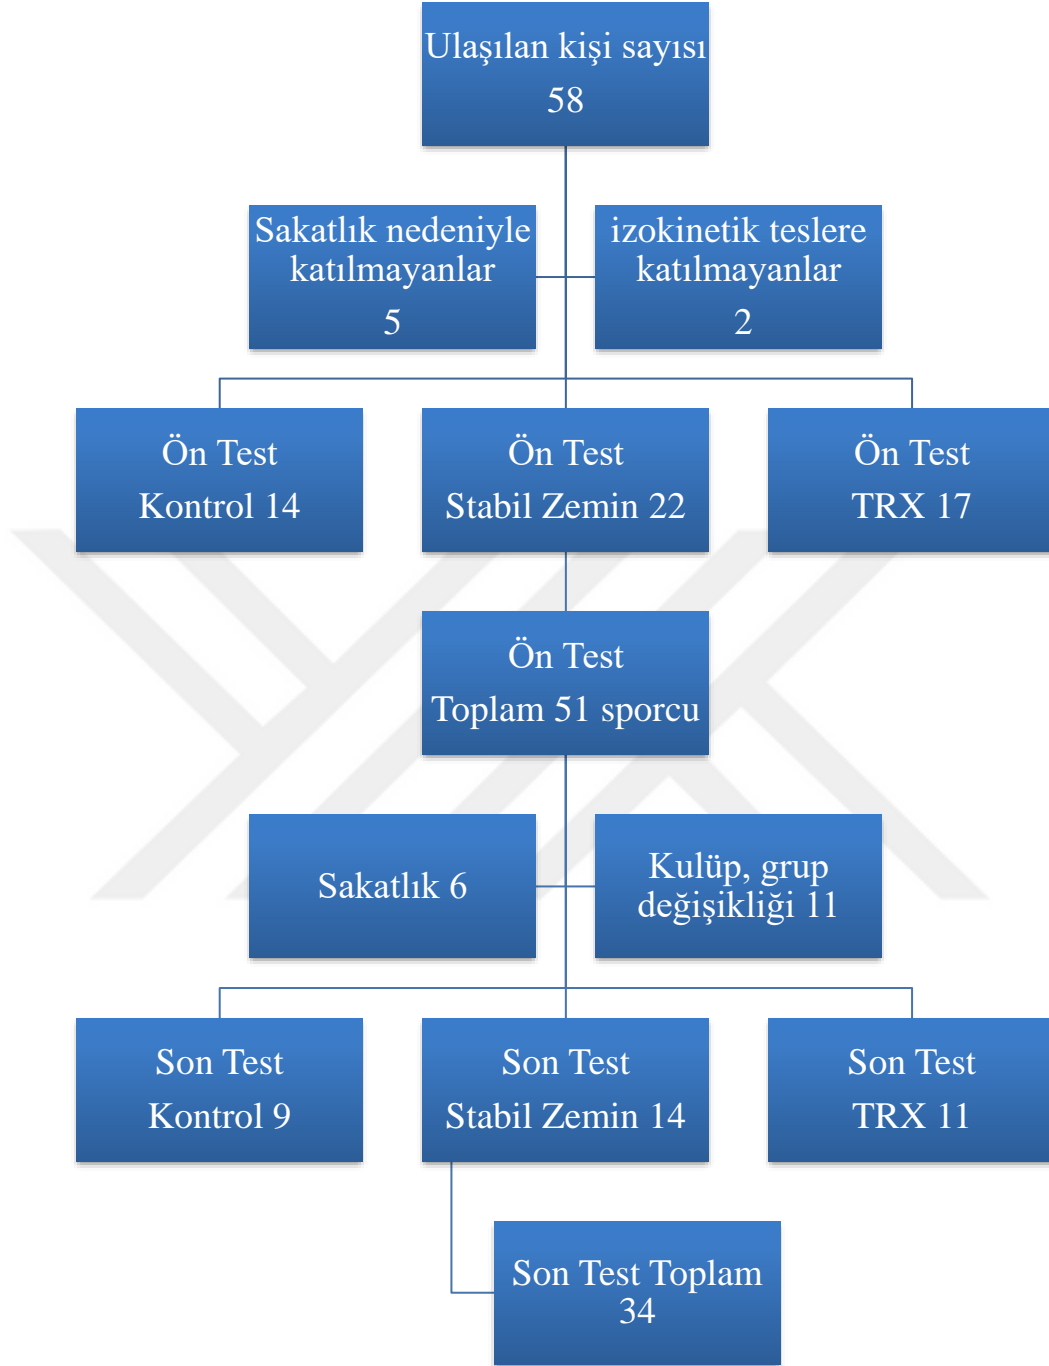 Ulaşılan kişi sayısı
58
Sakatlık nedeniyle
katılmayanlar
5
izokinetik teslere
katılmayanlar
2
Ön Test
Kontrol 14
Ön Test
Stabil Zemin 22
Ön Test
TRX 17
Ön Test
Toplam 51 sporcu
Sakatlık 6
Kulüp, grup
değişikliği 11
Son Test
Kontrol 9
Son Test
Stabil Zemin 14
Son Test
TRX 11
Son Test Toplam
34